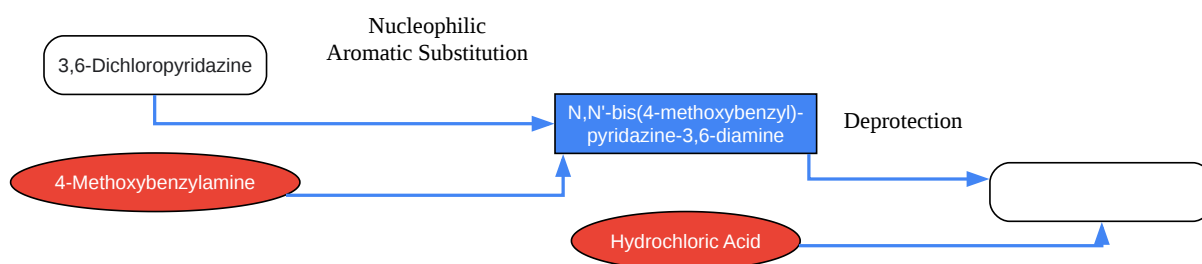 Nucleophilic
Aromatic Substitution
3,6-Dichloropyridazine
N,N'-bis(4-methoxybenzyl)-
pyridazine-3,6-diamine
Deprotection
4-Methoxybenzylamine
Hydrochloric Acid